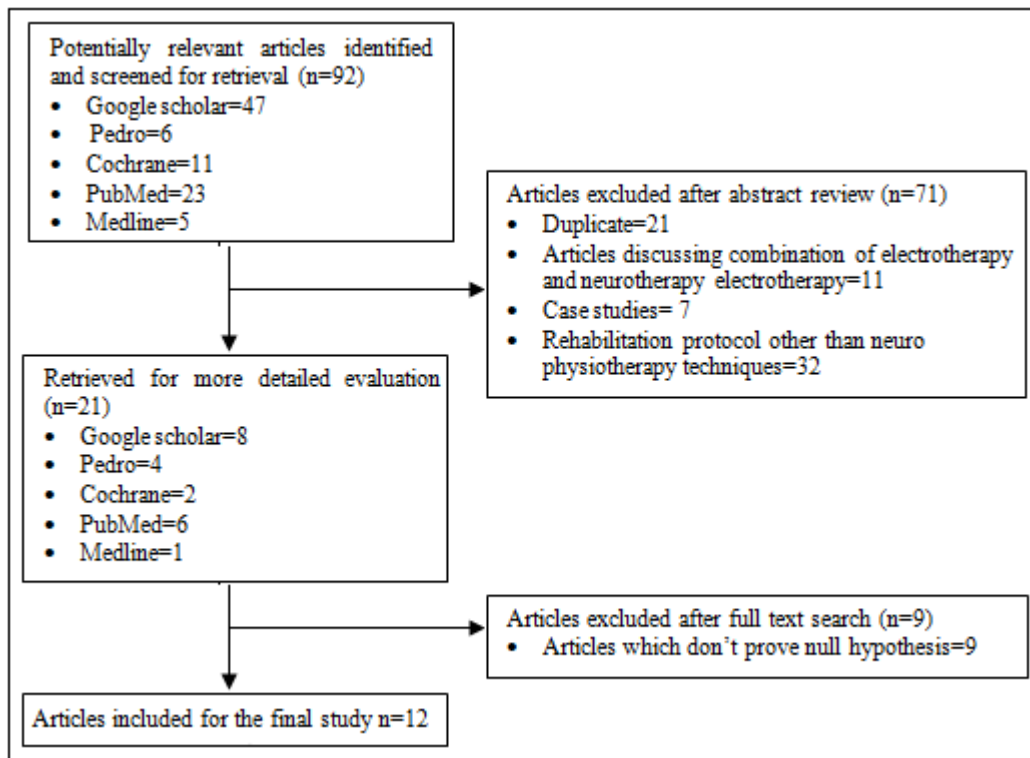 Potentially relevant articles identified
and screened for retrieval (n=92)
• Google scholar=47
• Pedro=6
• Cochrane=11
• PubMed=23
• Medline=5
Articles excluded after abstract review (n=71)
• Duplicate=21
• Articles discussing combination of electrotherapy
and neurotherapy electrotherapy=11
• Case studies= 7
• Rehabilitation protocol other than neuro
physiotherapy techniques=32
Retrieved for more detailed evaluation
(n=21)
• Google scholar=8
• Pedro=4
• Cochrane=2
• PubMed=6
• Medline=1
Articles excluded after full text search (n=9)
• Articles which don’t prove null hypothesis=9
Articles included for the final study n=12